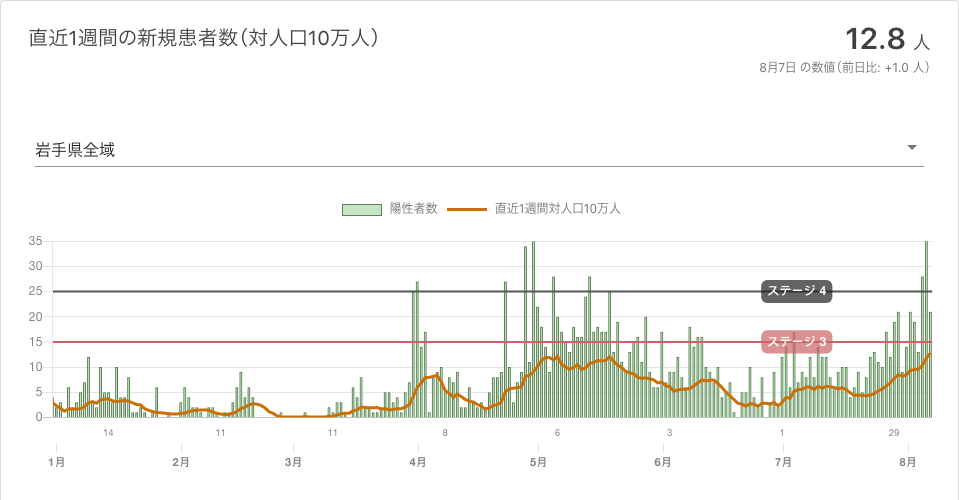 直近1週間の新規患者数(対人口10万人)
12.8 人
8月7日 の数値(前日比: +1.0 人)
岩手県全域
陽性者数 直近1週間対人口10万人
35
30
25
20
15
10
5
0
ステージ 4
ステージ 3
14 11 11 8 6 3 1 29
1月 2月 3月 4月 5月 6月 7月 8月